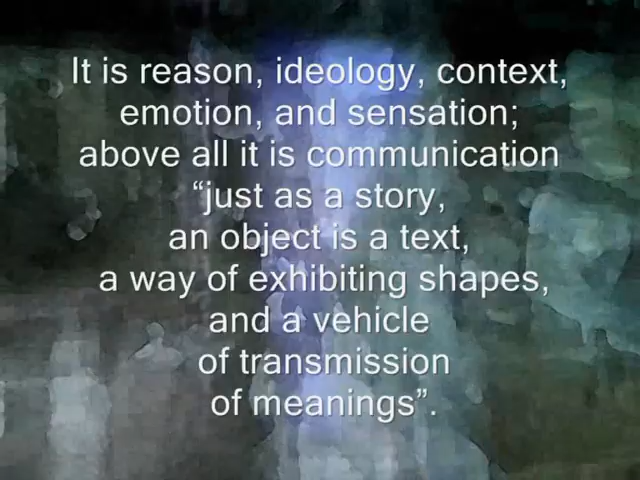 It is reason, ideology, context,
emotion, and sensation;
above all it is communication
“just as a story,
an object is a text,
a way of exhibiting shapes,
and a vehicle
of transmission
of meanings”.